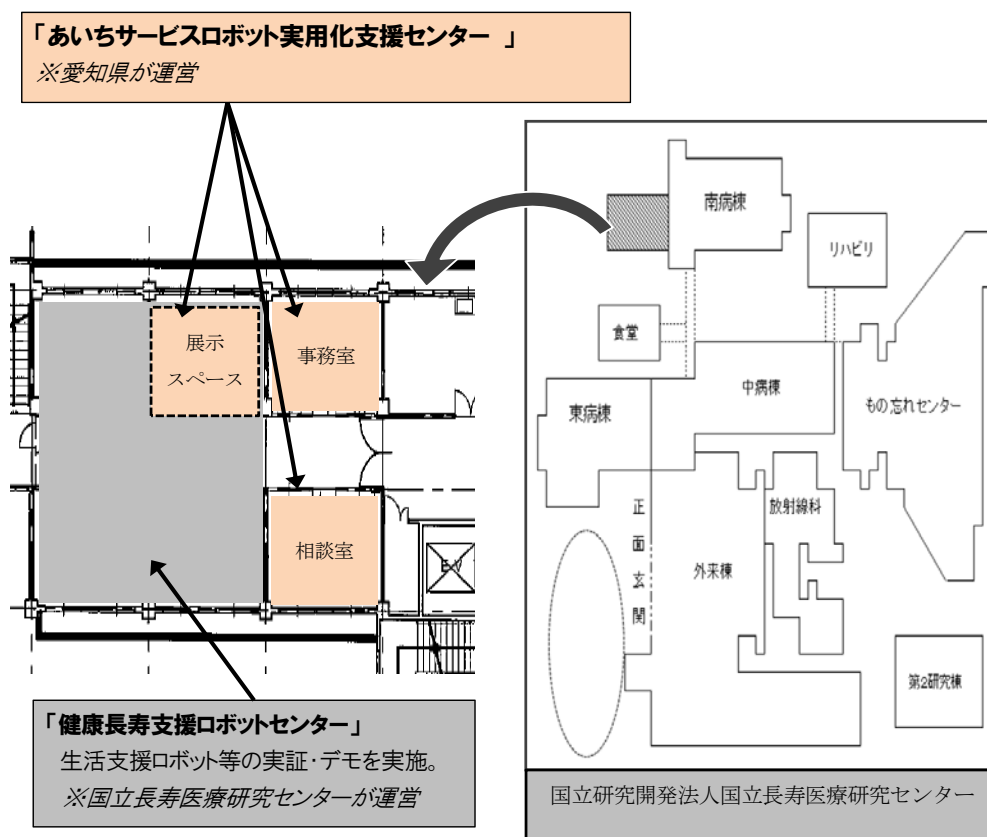 「あいちサービスロボット実用化支援センター 」
※愛知県が運営
展示
スペース
事務室
相談室
E・V
「健康長寿支援ロボットセンター」
生活支援ロボット等の実証・デモを実施。
※国立長寿医療研究センターが運営
南病棟
リハビリ
食堂
中病棟
東病棟
もの忘れセンター
放射線科
正面玄関
外来棟
第2研究棟
国立研究開発法人国立長寿医療研究センター